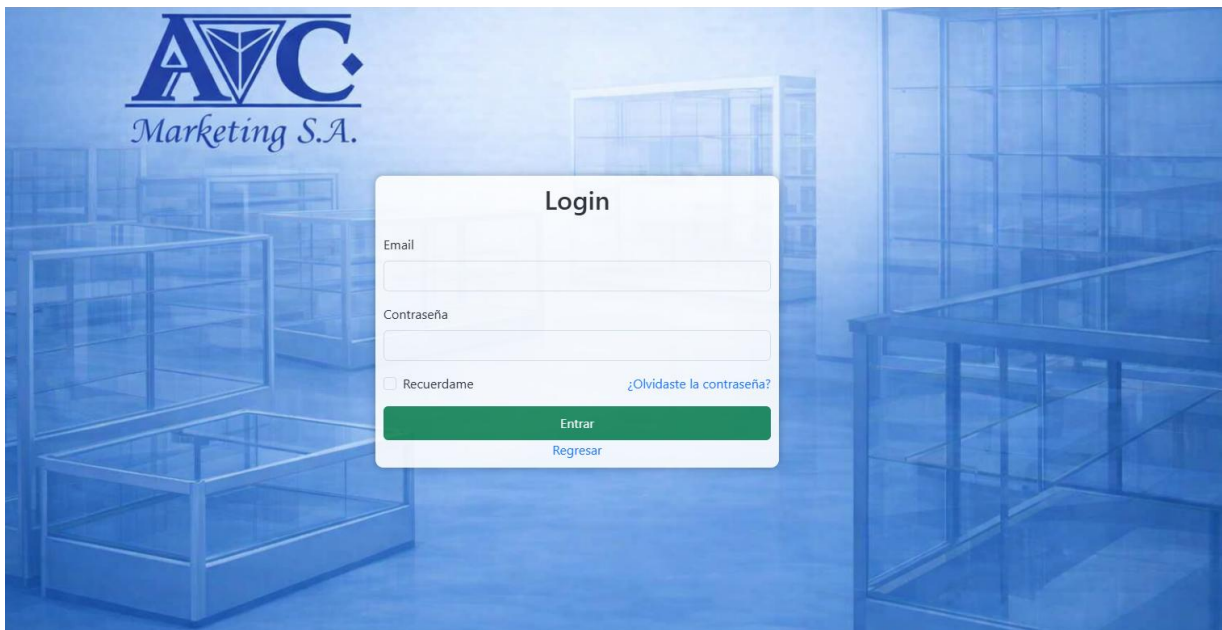 AVC
Marketing S.A.
Login
Email
Contraseña
Recuerdame
¿Olvidaste la contraseña?
Entrar
Regresar